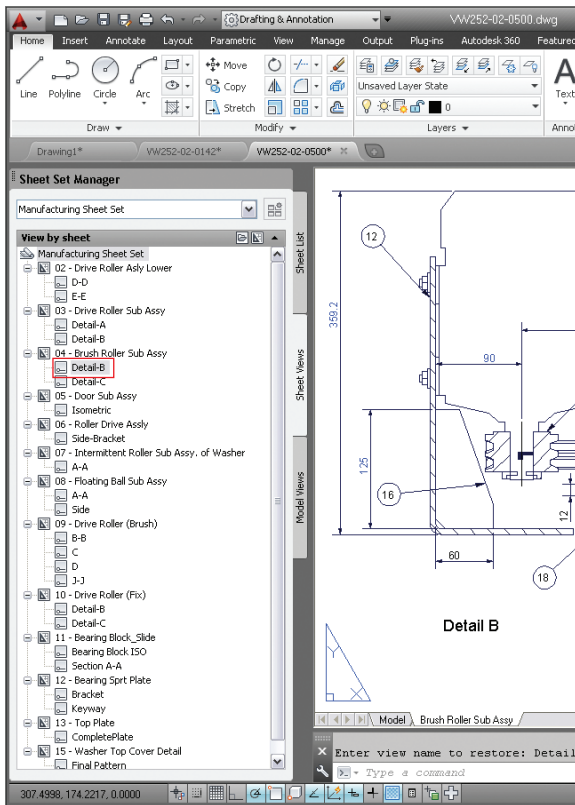 Drafting & Annotation
VW252-02-0500.dwg
Home Insert Annotate Layout Parametric View Manage Output Plug-ins Autodesk 360 Featured
Line Polyline Circle Arc
Move
Copy
Stretch
Unsaved Layer State
0
Text
Draw Modify Layers Annot
Drawing1* VW252-02-0142* VW252-02-0500*
Sheet Set Manager
Manufacturing Sheet Set
View by sheet
Manufacturing Sheet Set
02 - Drive Roller Asly Lower
D-D
E-E
03 - Drive Roller Sub Assy
Detail-A
Detail-B
04 - Brush Roller Sub Assy
Detail-B
Detail-C
05 - Door Sub Assy
Isometric
06 - Roller Drive Assly
Side-Bracket
07 - Intermittent Roller Sub Assy. of Washer
A-A
08 - Floating Ball Sub Assy
A-A
Side
09 - Drive Roller (Brush)
B-B
C
D
J-J
10 - Drive Roller (Fix)
Detail-B
Detail-C
11 - Bearing Block_Slide
Bearing Block ISO
Section A-A
12 - Bearing Sprt Plate
Bracket
Keyway
13 - Top Plate
CompletePlate
15 - Washer Top Cover Detail
Final Pattern
Sheet List
Sheet Views
Model Views
12
359.2
90
125
16
12
60
18
Detail B
Y
X
Model Brush Roller Sub Assy
Enter view name to restore: Detail
Type a command
307.4998, 174.2217, 0.0000